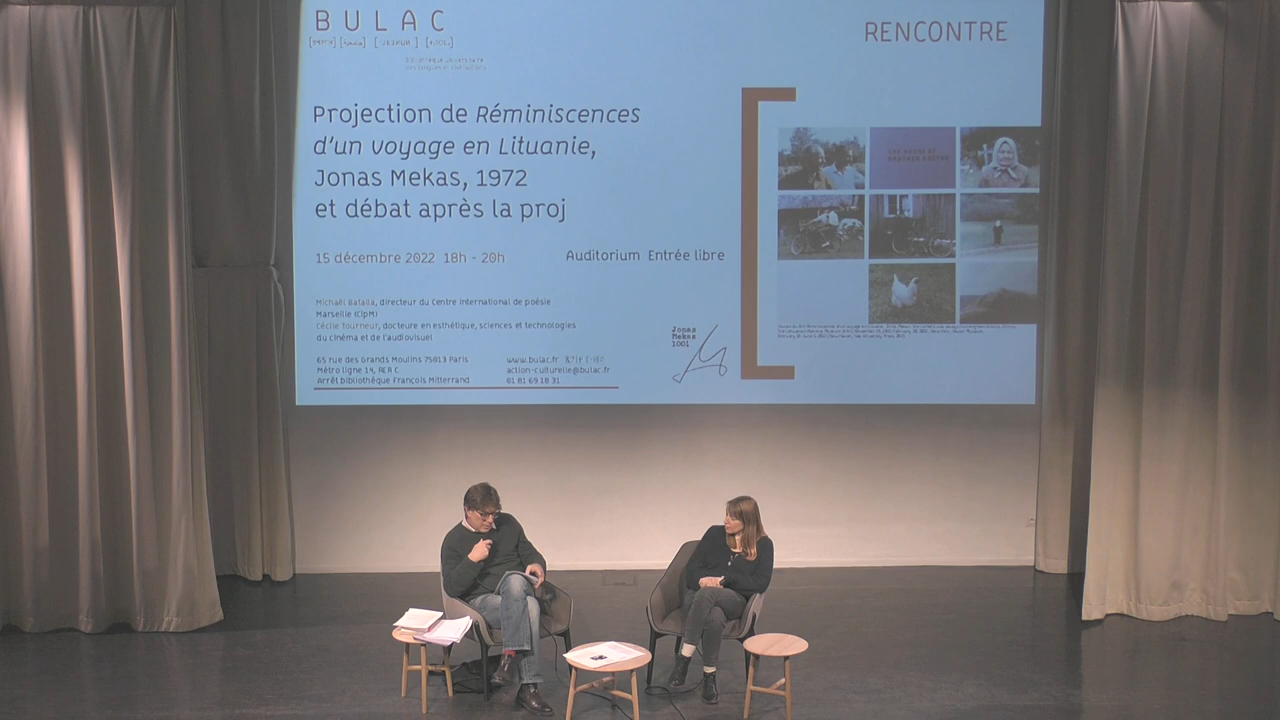 BULAC
RENCONTRE
Projection de Réminiscences
d'un voyage en Lituanie,
Jonas Mekas, 1972
et débat après la proj
15 décembre 2022 18h - 20h
Auditorium Entrée libre
Michaël Batalla, directeur du Centre international de poésie
Marseille (CipM)
Cécile Tourneur, docteure en esthétique, sciences et technologies
du cinéma et de l'audiovisuel
65 rue des Grands Moulins 75013 Paris
Métro ligne 14, RER C
Arrêt Bibliothèque François Mitterrand
www.bulac.fr
action-culturelle@bulac.fr
01 81 69 18 31
Jonas
Mekas
100!